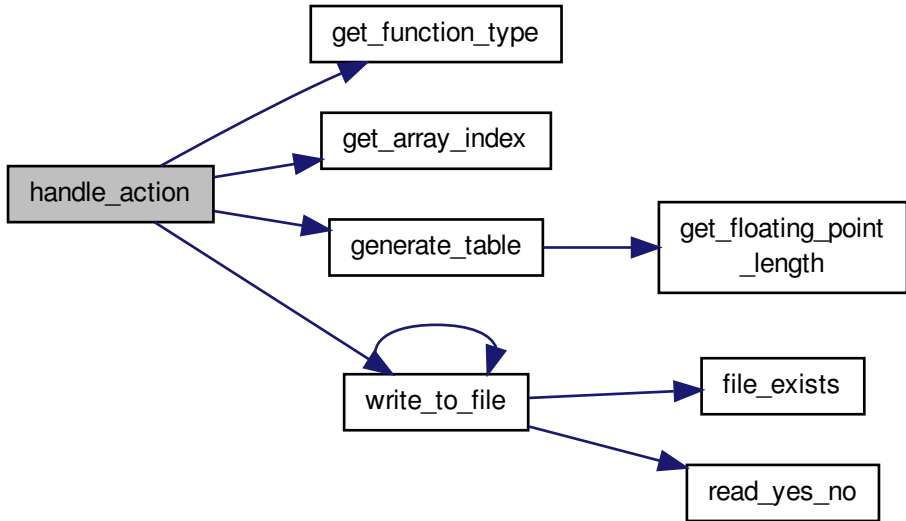 get_function_type
get_array_index
handle_action
generate_table
get_floating_point
_length
write_to_file
file_exists
read_yes_no